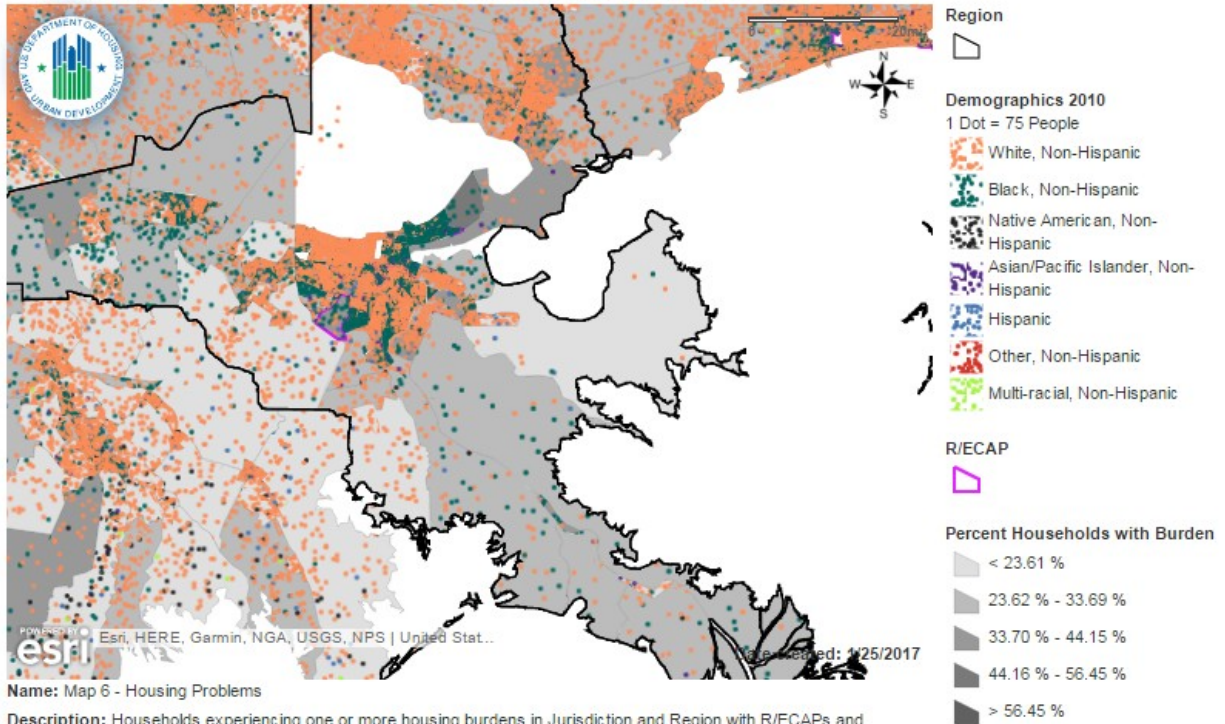 US DEPARTMENT OF HOUSING
AND URBAN DEVELOPMENT
20mi
N
W E
S
POWERED BY
esri
Esri, HERE, Garmin, NGA, USGS, NPS | United Stat...
Date created: 1/25/2017
Name: Map 6 - Housing Problems
Description: Households experiencing one or more housing burdens in Jurisdiction and Region with R/ECAPs and
Region
Demographics 2010
1 Dot = 75 People
White, Non-Hispanic
Black, Non-Hispanic
Native American, Non-
Hispanic
Asian/Pacific Islander, Non-
Hispanic
Hispanic
Other, Non-Hispanic
Multi-racial, Non-Hispanic
R/ECAP
Percent Households with Burden
< 23.61 %
23.62 % - 33.69 %
33.70 % - 44.15 %
44.16 % - 56.45 %
> 56.45 %